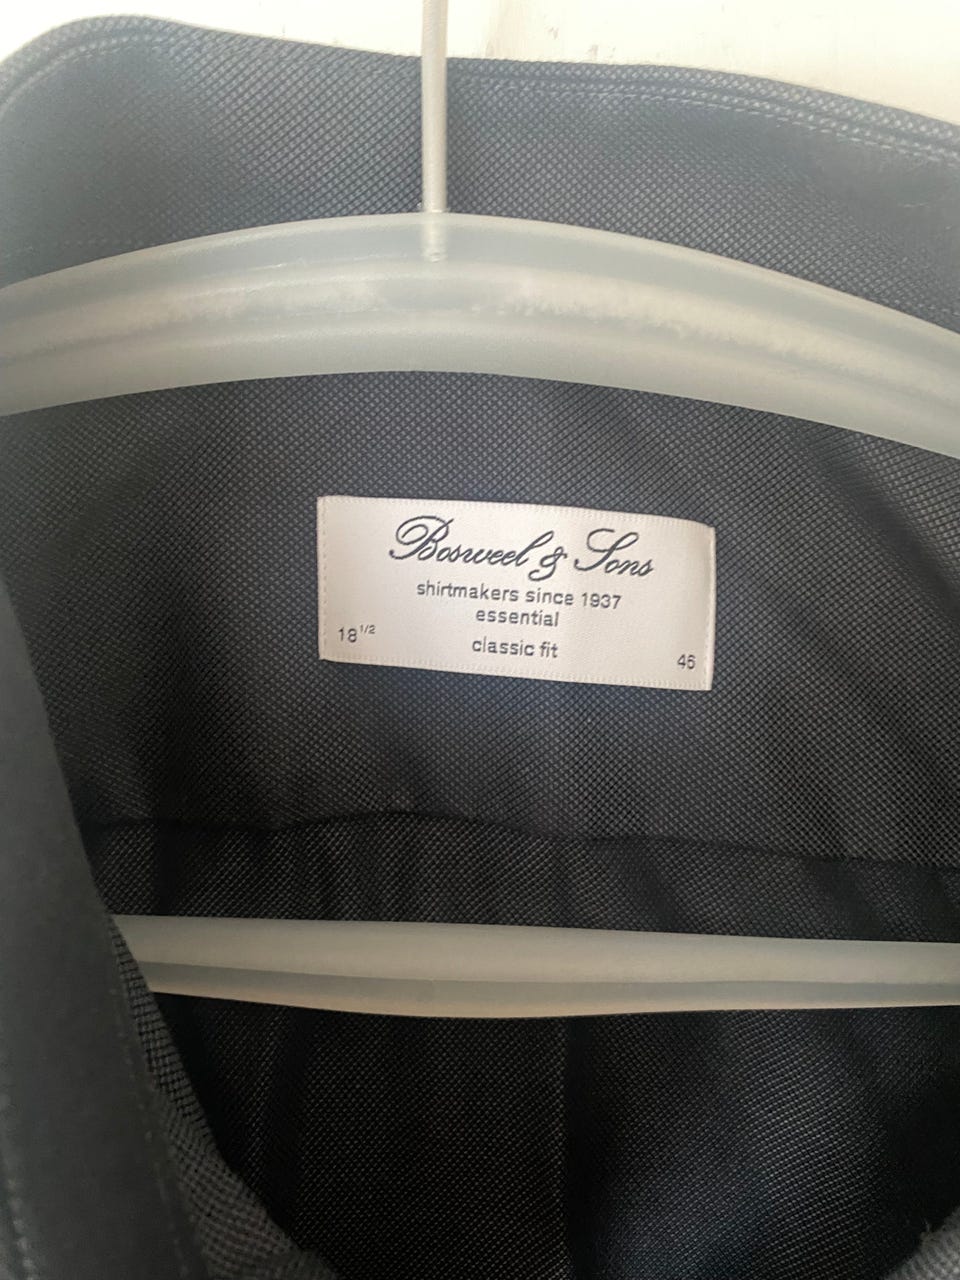 Bosweel & Sons
shirtmakers since 1937
essential
18 1/2 classic fit 46